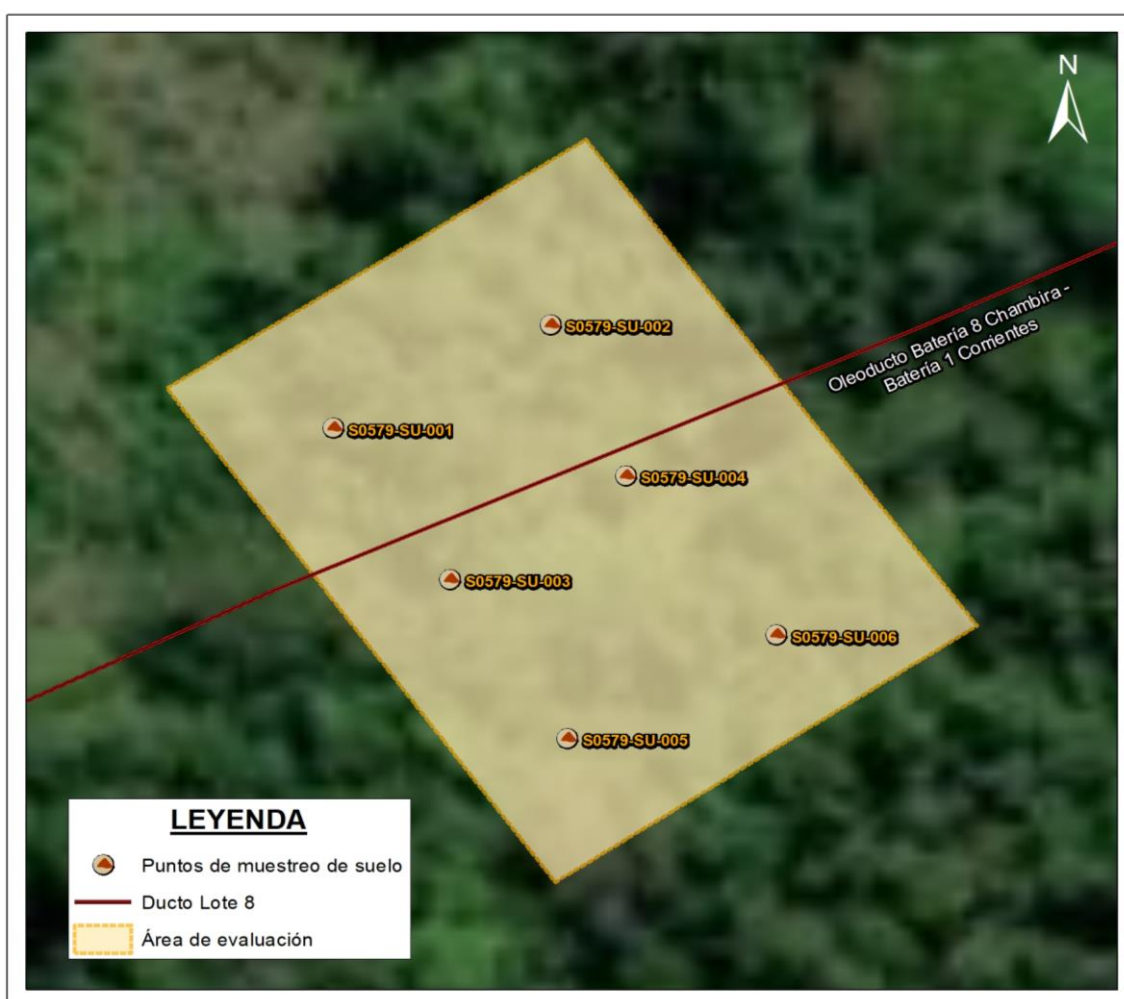 N
S0579-SU-002
Oleoducto Batería 8 Chambira -
Batería 1 Corrientes
S0579-SU-001
S0579-SU-004
S0579-SU-003
S0579-SU-006
S0579-SU-005
LEYENDA
Puntos de muestreo de suelo
Ducto Lote 8
Área de evaluación